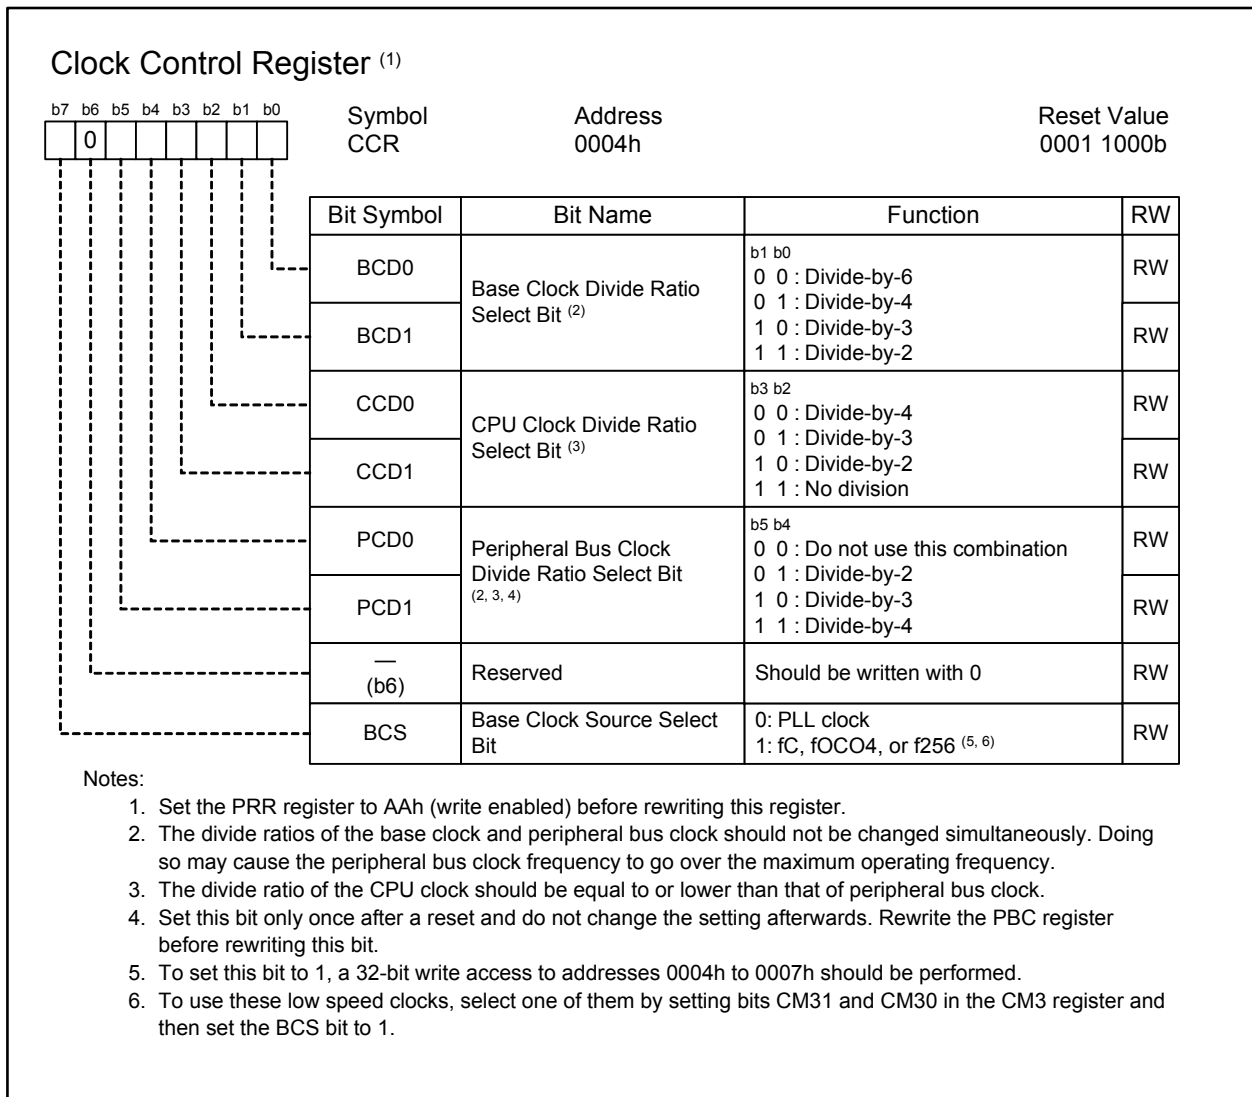 Clock Control Register (1)
b7 b6 b5 b4 b3 b2 b1 b0
0
Symbol Address Reset Value
CCR 0004h 0001 1000b
Bit Symbol Bit Name Function RW
BCD0
BCD1
Base Clock Divide Ratio
Select Bit (2)
b1 b0
0 0 : Divide-by-6
0 1 : Divide-by-4
1 0 : Divide-by-3
1 1 : Divide-by-2
RW
RW
CCD0
CCD1
CPU Clock Divide Ratio
Select Bit (3)
b3 b2
0 0 : Divide-by-4
0 1 : Divide-by-3
1 0 : Divide-by-2
1 1 : No division
RW
RW
PCD0
PCD1
Peripheral Bus Clock
Divide Ratio Select Bit
(2, 3, 4)
b5 b4
0 0 : Do not use this combination
0 1 : Divide-by-2
1 0 : Divide-by-3
1 1 : Divide-by-4
RW
RW
—
(b6)
Reserved
Should be written with 0
RW
BCS
Base Clock Source Select
Bit
0: PLL clock
1: fC, fOCO4, or f256 (5, 6)
RW
Notes:
1. Set the PRR register to AAh (write enabled) before rewriting this register.
2. The divide ratios of the base clock and peripheral bus clock should not be changed simultaneously. Doing
so may cause the peripheral bus clock frequency to go over the maximum operating frequency.
3. The divide ratio of the CPU clock should be equal to or lower than that of peripheral bus clock.
4. Set this bit only once after a reset and do not change the setting afterwards. Rewrite the PBC register
before rewriting this bit.
5. To set this bit to 1, a 32-bit write access to addresses 0004h to 0007h should be performed.
6. To use these low speed clocks, select one of them by setting bits CM31 and CM30 in the CM3 register and
then set the BCS bit to 1.